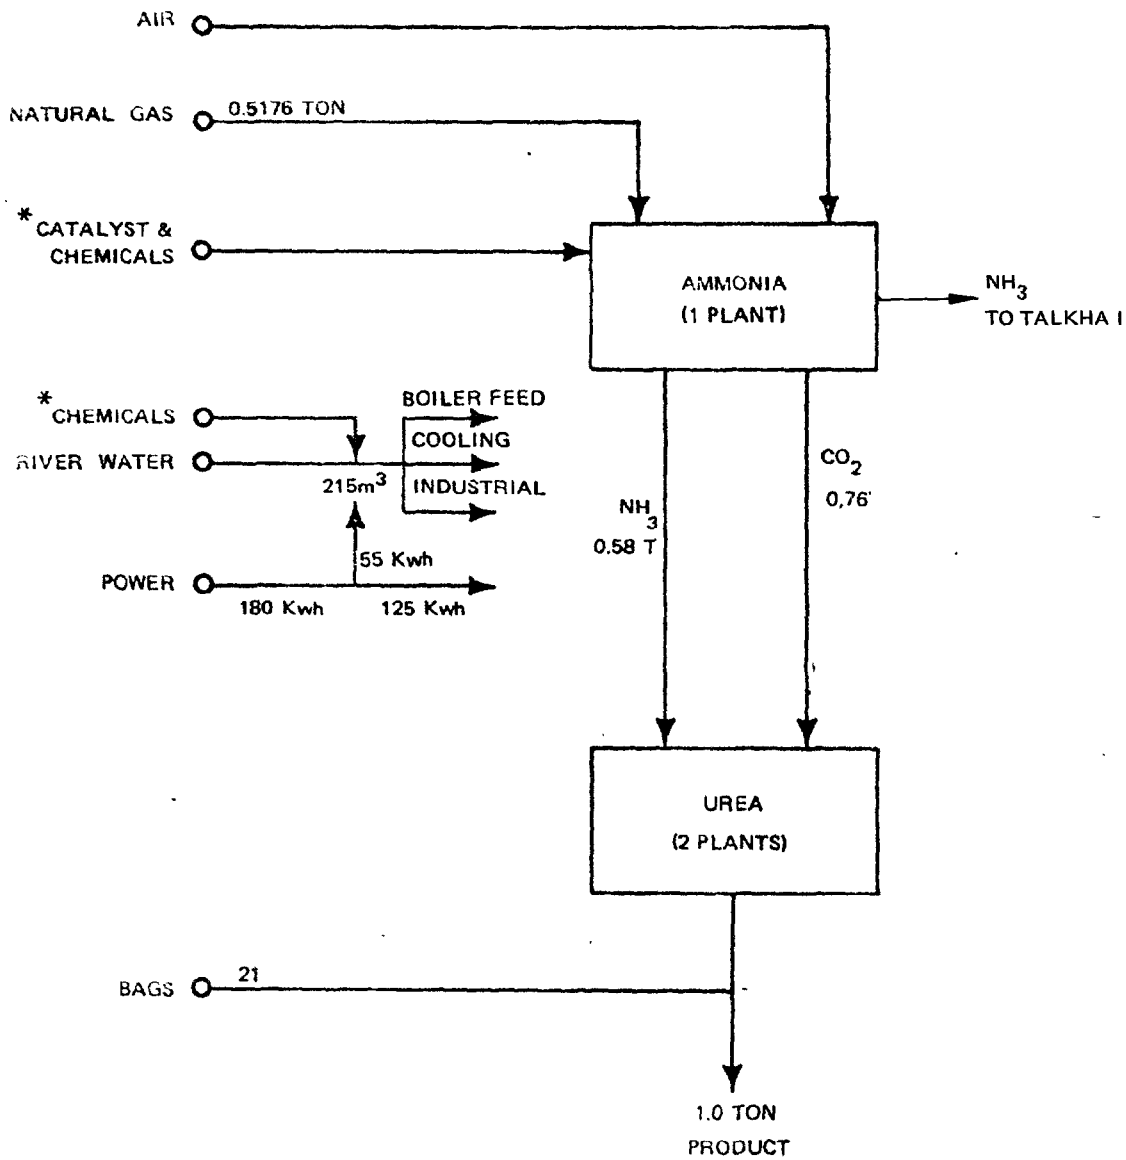 AIR
NATURAL GAS
0.5176 TON
*CATALYST &
CHEMICALS
AMMONIA
(1 PLANT)
NH3
TO TALKHA I
*CHEMICALS
RIVER WATER
215m3
BOILER FEED
COOLING
INDUSTRIAL
POWER
180 Kwh
55 Kwh
125 Kwh
NH3
0.58 T
CO2
0,76'
UREA
(2 PLANTS)
BAGS
21
1.0 TON
PRODUCT